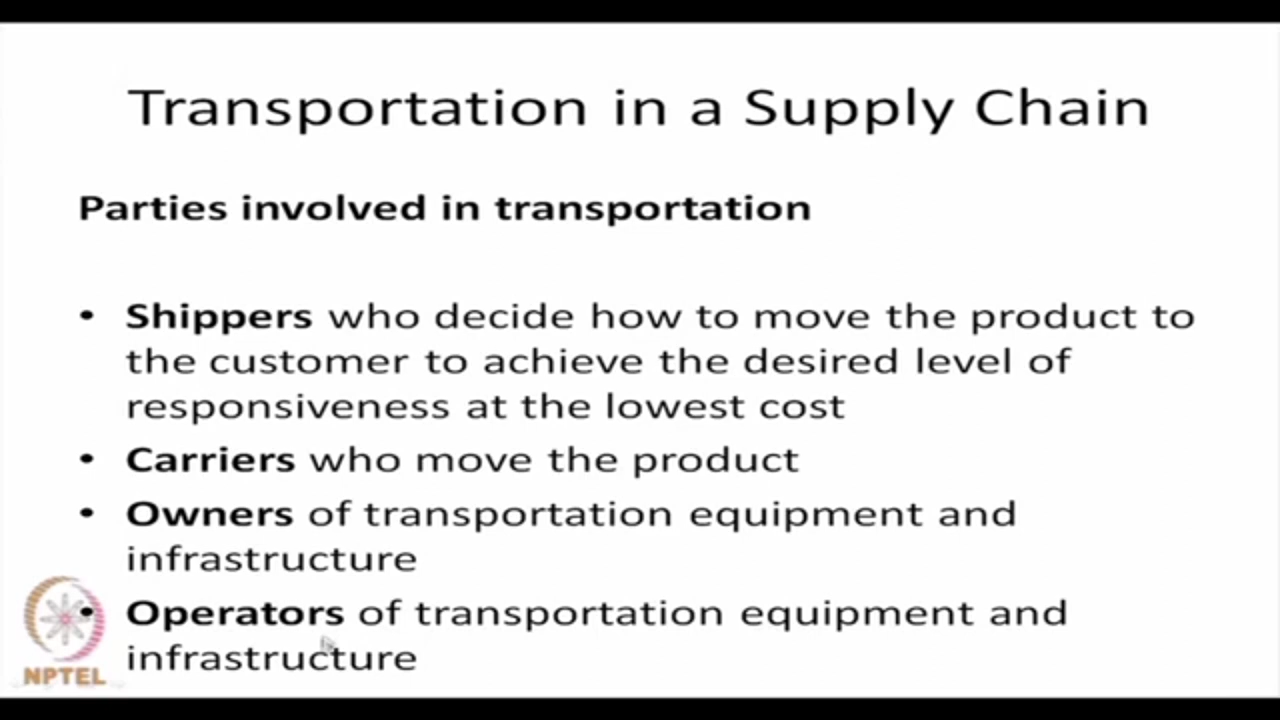 Transportation in a Supply Chain
Parties involved in transportation
• Shippers who decide how to move the product to
the customer to achieve the desired level of
responsiveness at the lowest cost
• Carriers who move the product
• Owners of transportation equipment and
infrastructure
• Operators of transportation equipment and
infrastructure
NPTEL